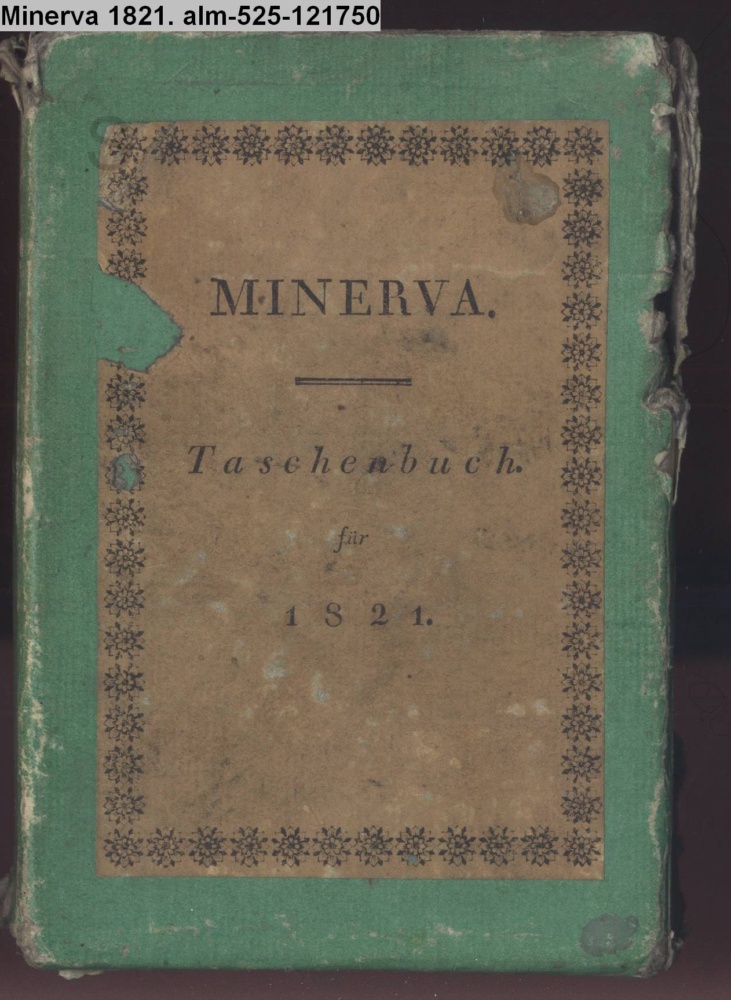 Minerva 1821. alm-525-121750
MINERVA.
Taschenbuch.
für
1821.